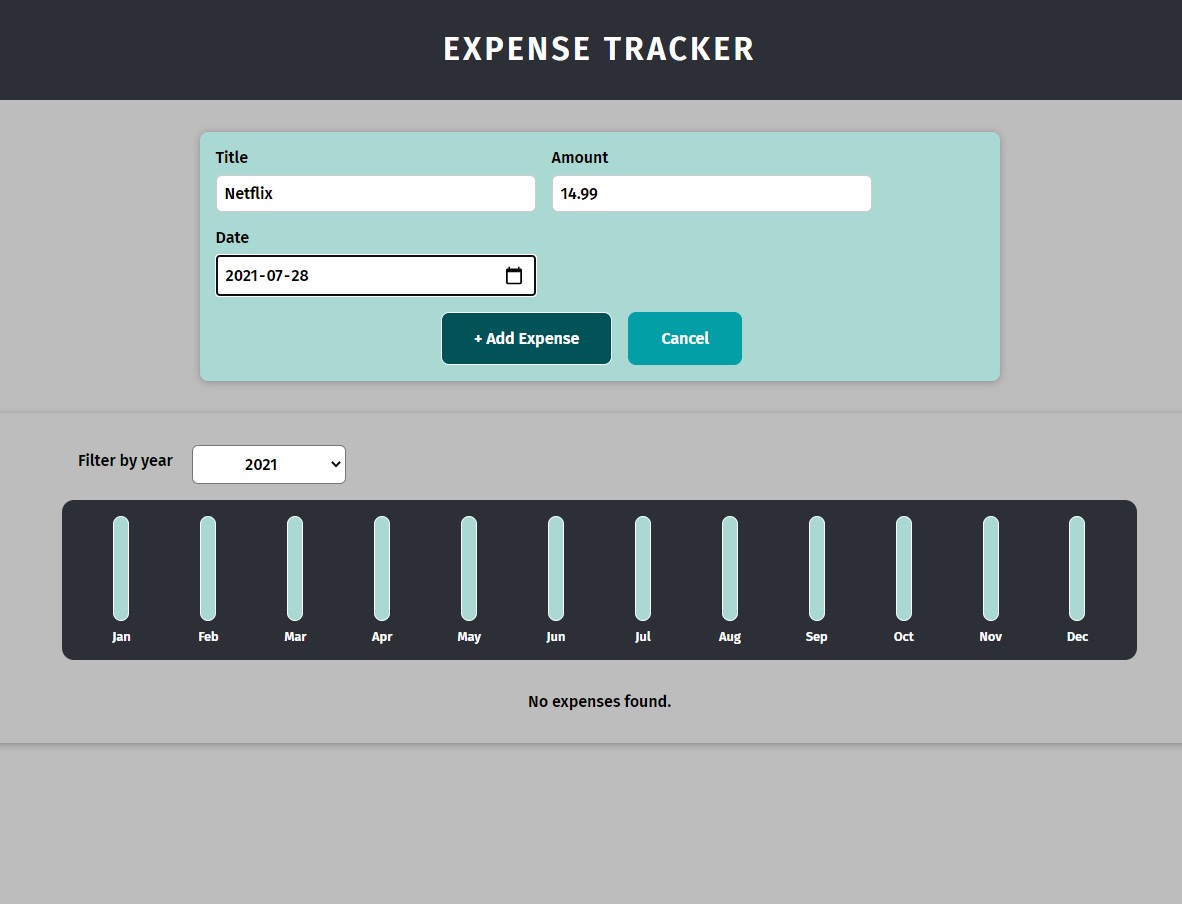 EXPENSE TRACKER
Title
Amount
Netflix
14.99
Date
2021-07-28
+ Add Expense
Cancel
Filter by year
2021
Jan Feb Mar Apr May Jun Jul Aug Sep Oct Nov Dec
No expenses found.